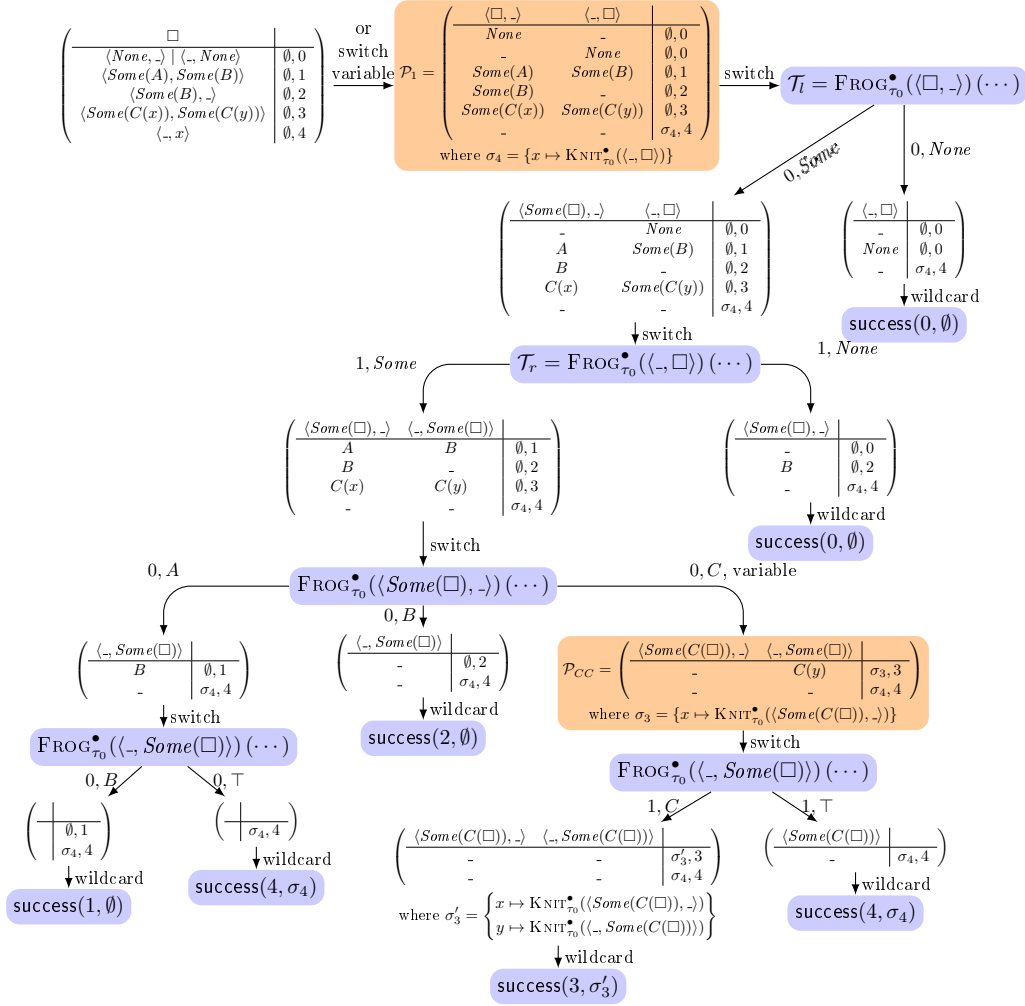 □
⟨None, _⟩ | ⟨_, None⟩ ∅, 0
⟨Some(A), Some(B)⟩ ∅, 1
⟨Some(B), _⟩ ∅, 2
⟨Some(C(x)), Some(C(y))⟩ ∅, 3
⟨_, x⟩ ∅, 4
or
switch
variable
⟨□, _⟩ ⟨_, □⟩
None _ ∅, 0
_ None ∅, 0
𝒫₁ = Some(A) Some(B) ∅, 1
Some(B) _ ∅, 2
Some(C(x)) Some(C(y)) ∅, 3
_ _ σ₄, 4
where σ₄ = {x ↦ KNIT•τ₀(⟨_, □⟩)}
switch
𝒯ₗ = FROG•τ₀(⟨□, _⟩) (⋯)
0, Some
0, None
⟨Some(□), _⟩ ⟨_, □⟩
_ None ∅, 0
A Some(B) ∅, 1
B _ ∅, 2
C(x) Some(C(y)) ∅, 3
_ _ σ₄, 4
⟨_, □⟩
_ ∅, 0
None ∅, 0
_ σ₄, 4
wildcard
success(0, ∅)
switch
𝒯ᵣ = FROG•τ₀(⟨_, □⟩) (⋯)
1, Some
1, None
⟨Some(□), _⟩ ⟨_, Some(□)⟩
A B ∅, 1
B _ ∅, 2
C(x) C(y) ∅, 3
_ _ σ₄, 4
⟨Some(□), _⟩
_ ∅, 0
B ∅, 2
_ σ₄, 4
wildcard
success(0, ∅)
switch
FROG•τ₀(⟨Some(□), _⟩) (⋯)
0, A
0, B
0, C, variable
⟨_, Some(□)⟩
B ∅, 1
_ σ₄, 4
switch
⟨_, Some(□)⟩
_ ∅, 2
_ σ₄, 4
wildcard
success(2, ∅)
⟨Some(C(□)), _⟩ ⟨_, Some(□)⟩
𝒫_CC = _ C(y) σ₃, 3
_ _ σ₄, 4
where σ₃ = {x ↦ KNIT•τ₀(⟨Some(C(□)), _⟩)}
switch
FROG•τ₀(⟨_, Some(□)⟩) (⋯)
0, B
0, ⊤
∅, 1
σ₄, 4
wildcard
success(1, ∅)
σ₄, 4
wildcard
success(4, σ₄)
FROG•τ₀(⟨_, Some(□)⟩) (⋯)
1, C
1, ⊤
⟨Some(C(□)), _⟩ ⟨_, Some(C(□))⟩
_ _ σ′₃, 3
_ _ σ₄, 4
where σ′₃ = { x ↦ KNIT•τ₀(⟨Some(C(□)), _⟩)
y ↦ KNIT•τ₀(⟨_, Some(C(□))⟩) }
wildcard
success(3, σ′₃)
⟨Some(C(□))⟩
_ σ₄, 4
wildcard
success(4, σ₄)